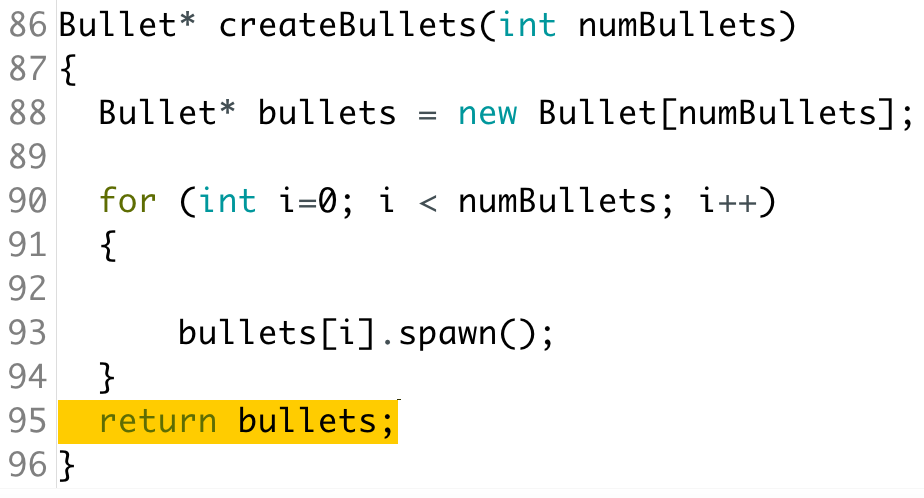 86 Bullet* createBullets(int numBullets)
87 {
88   Bullet* bullets = new Bullet[numBullets];
89
90   for (int i=0; i < numBullets; i++)
91   {
92
93       bullets[i].spawn();
94   }
95   return bullets;
96 }